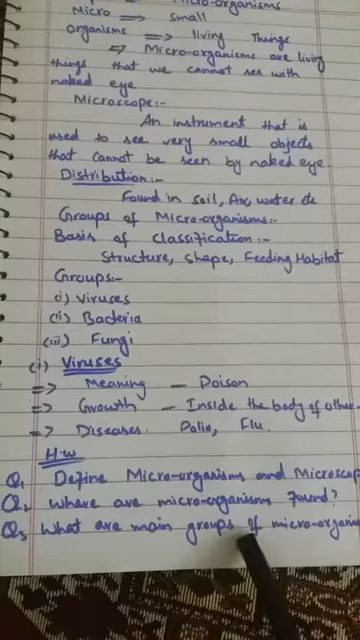 Micro-organisms
Micro ⇒ small
Organisms ⇒ living Things
⇒ Micro-organisms are living
things that we cannot see with
naked eye
Microscope:-
An instrument that is
used to see very small objects
that cannot be seen by naked eye.
Distribution:-
Found in Soil, Air, water etc
Groups of Micro-organisms:-
Basis of classification:-
Structure, Shape, Feeding Habitat
Groups:-
(i) Viruses
(ii) Bacteria
(iii) Fungi
(i) Viruses
⇒ Meaning — Poison
⇒ Growth — Inside the body of other
⇒ Diseases. Polio, Flu.
H.w
Q1 Define Micro-organisms and Microscop
Q2 Where are micro-organisms Found?
Q3 What are main groups of micro-organis